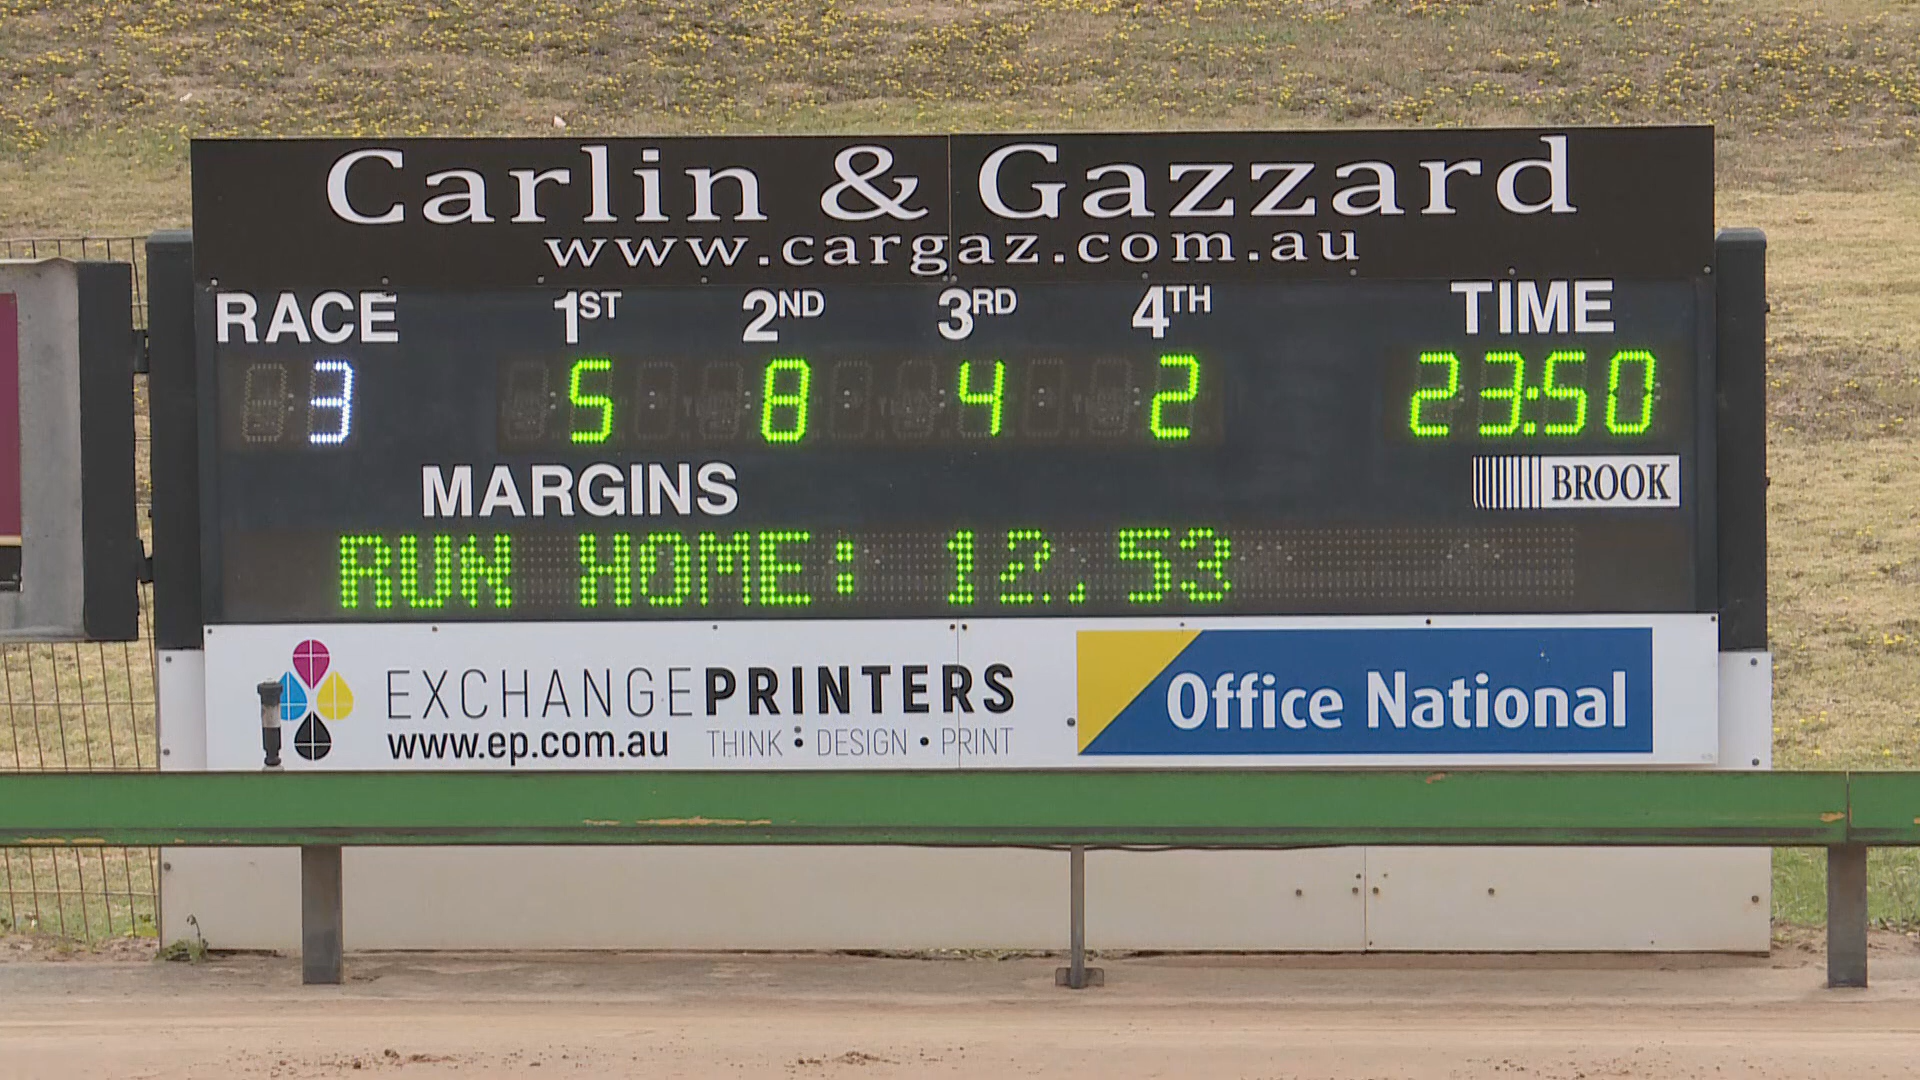 Carlin & Gazzard
www.cargaz.com.au
RACE 1ST 2ND 3RD 4TH TIME
3 5 8 4 2 23:50
MARGINS
BROOK
RUN HOME: 12.53
EXCHANGEPRINTERS
www.ep.com.au THINK • DESIGN • PRINT
Office National